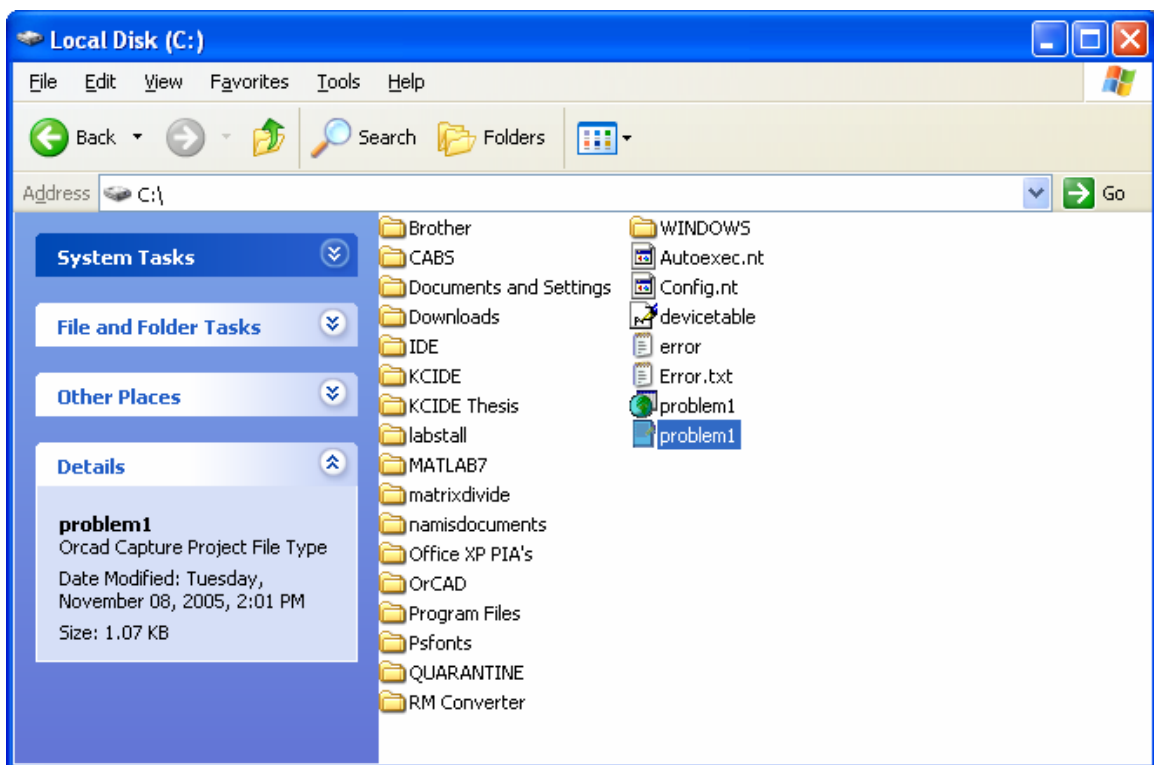 Local Disk (C:)
File Edit View Favorites Tools Help
Back Search Folders
Address C:\ Go
System Tasks
File and Folder Tasks
Other Places
Details
problem1
Orcad Capture Project File Type
Date Modified: Tuesday,
November 08, 2005, 2:01 PM
Size: 1.07 KB
Brother
CABS
Documents and Settings
Downloads
IDE
KCIDE
KCIDE Thesis
labstall
MATLAB7
matrixdivide
namisdocuments
Office XP PIA's
OrCAD
Program Files
Psfonts
QUARANTINE
RM Converter
WINDOWS
Autoexec.nt
Config.nt
devicetable
error
Error.txt
problem1
problem1